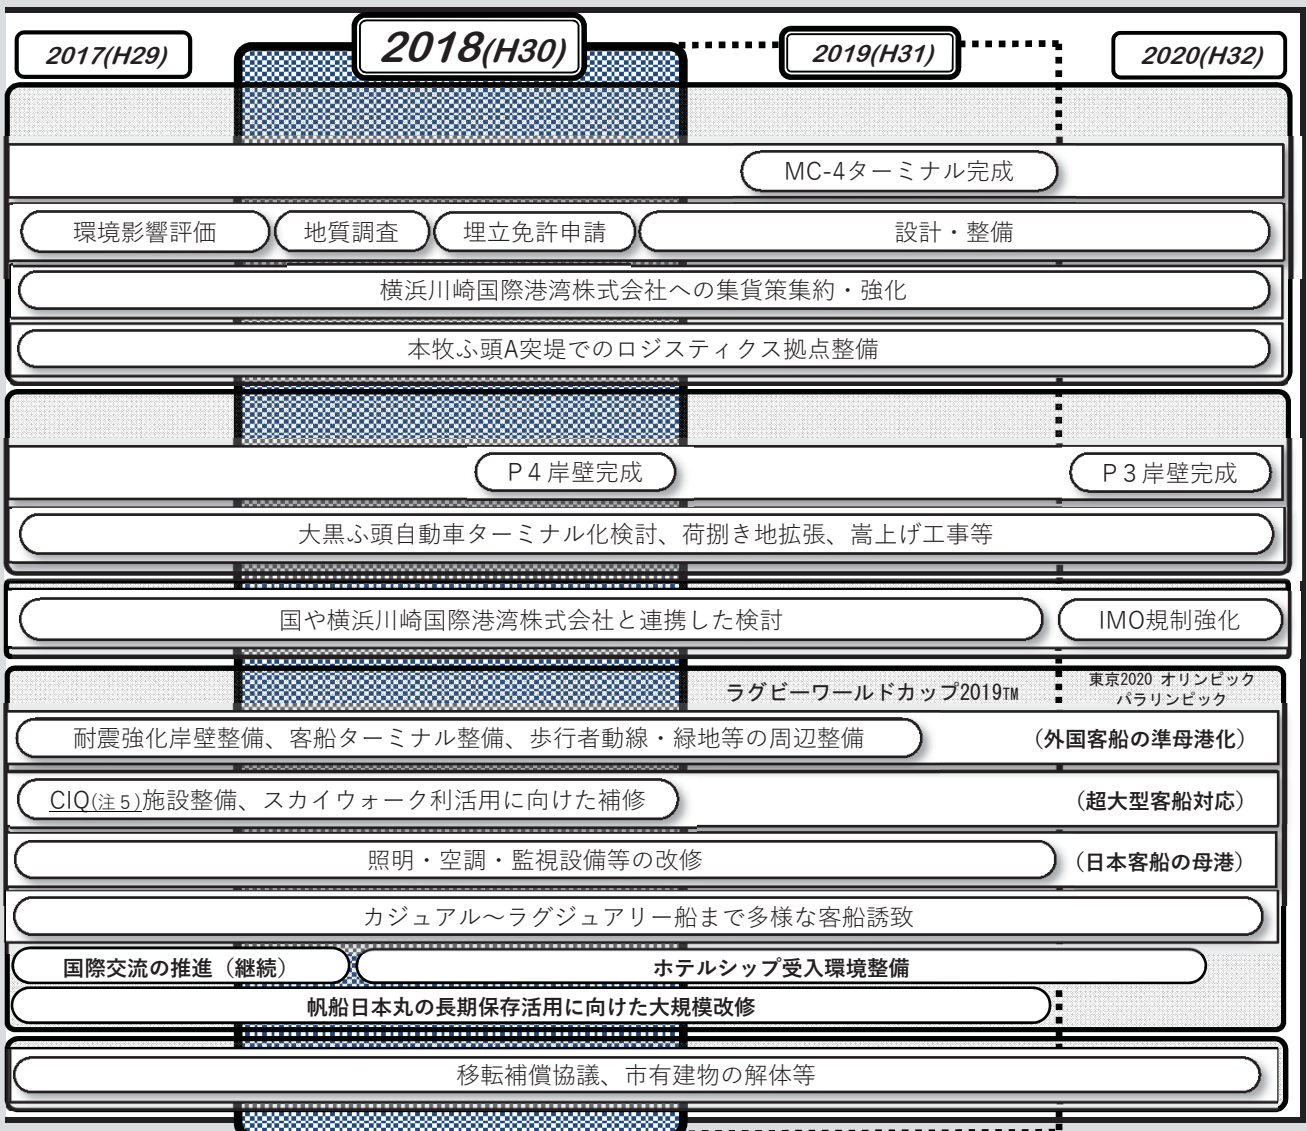 2017(H29)
2018(H30)
2019(H31)
2020(H32)
MC-4ターミナル完成
環境影響評価
地質調査
埋立免許申請
設計・整備
横浜川崎国際港湾株式会社への集貨策集約・強化
本牧ふ頭A突堤でのロジスティクス拠点整備
P4岸壁完成
P3岸壁完成
大黒ふ頭自動車ターミナル化検討、荷捌き地拡張、嵩上げ工事等
国や横浜川崎国際港湾株式会社と連携した検討
IMO規制強化
ラグビーワールドカップ2019TM
東京2020 オリンピック
パラリンピック
耐震強化岸壁整備、客船ターミナル整備、歩行者動線・緑地等の周辺整備
(外国客船の準母港化)
CIQ(注5)施設整備、スカイウォーク利活用に向けた補修
(超大型客船対応)
照明・空調・監視設備等の改修
(日本客船の母港)
カジュアル～ラグジュアリー船まで多様な客船誘致
国際交流の推進（継続）
ホテルシップ受入環境整備
帆船日本丸の長期保存活用に向けた大規模改修
移転補償協議、市有建物の解体等